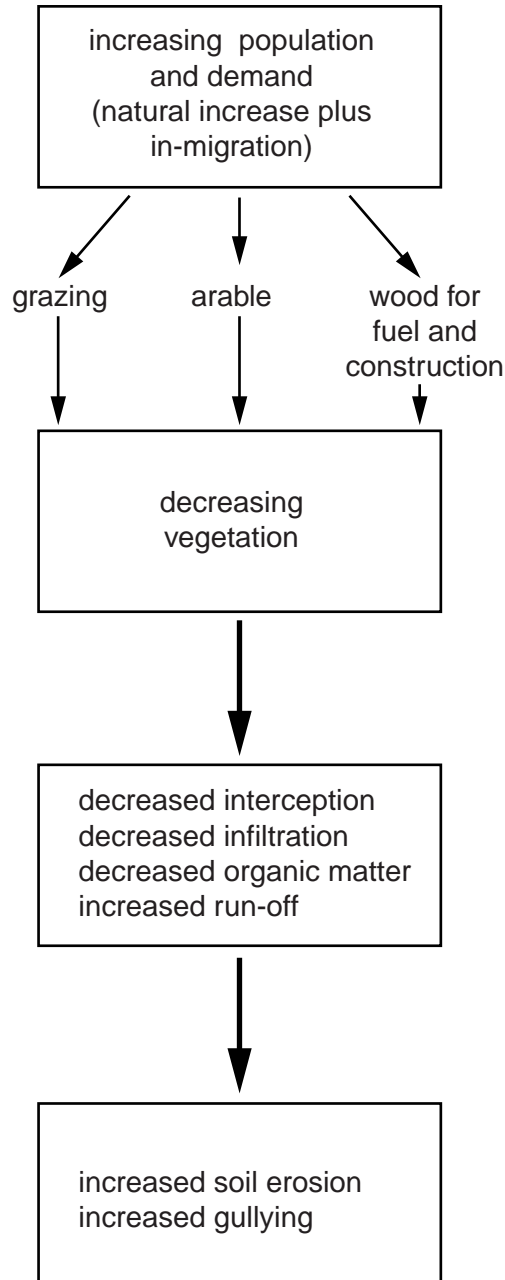 increasing population
and demand
(natural increase plus
in-migration)
grazing
arable
wood for
fuel and
construction
decreasing
vegetation
decreased interception
decreased infiltration
decreased organic matter
increased run-off
increased soil erosion
increased gullying